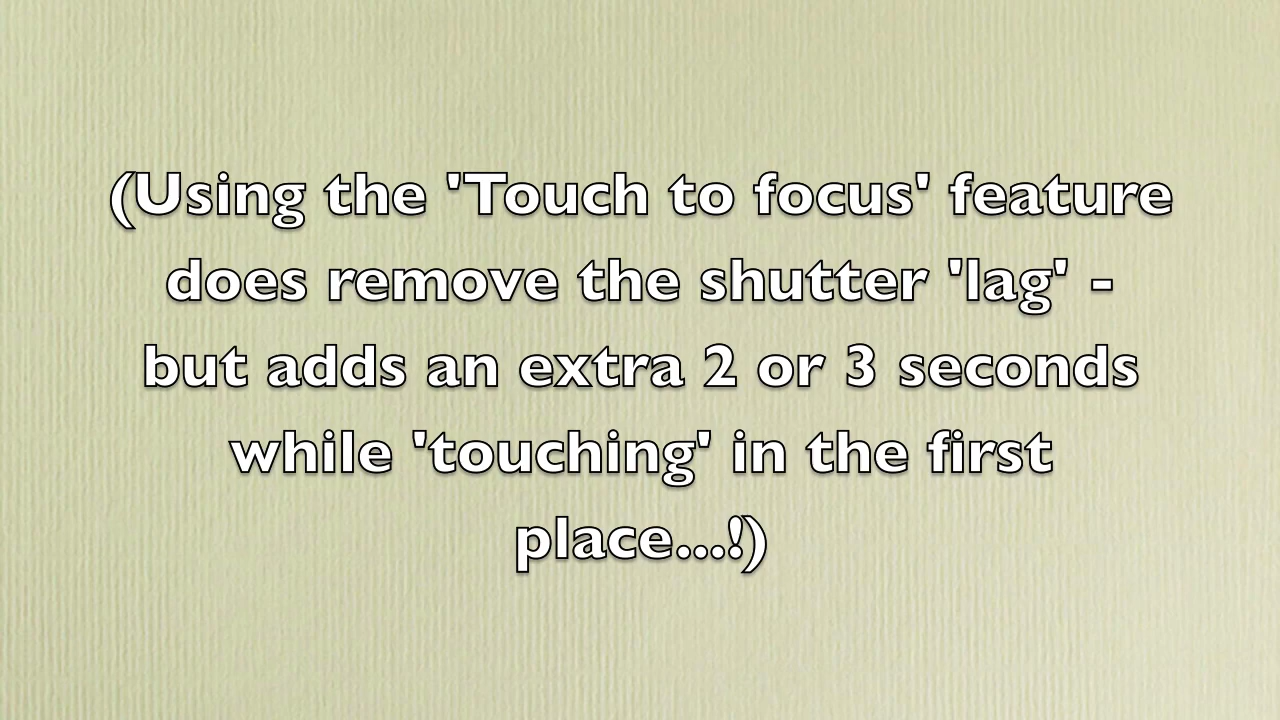 (Using the 'Touch to focus' feature
does remove the shutter 'lag' -
but adds an extra 2 or 3 seconds
while 'touching' in the first
place...!)